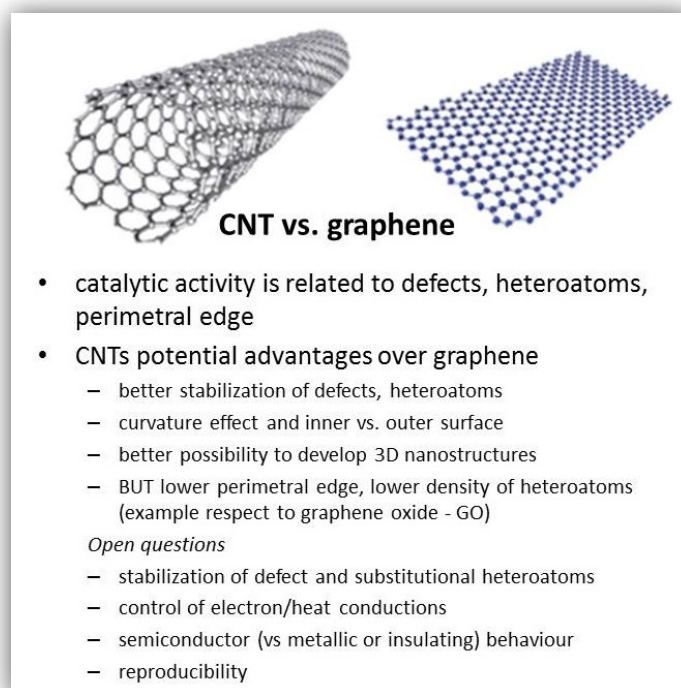 CNT vs. graphene
• catalytic activity is related to defects, heteroatoms,
perimetral edge
• CNTs potential advantages over graphene
– better stabilization of defects, heteroatoms
– curvature effect and inner vs. outer surface
– better possibility to develop 3D nanostructures
– BUT lower perimetral edge, lower density of heteroatoms
(example respect to graphene oxide - GO)
Open questions
– stabilization of defect and substitutional heteroatoms
– control of electron/heat conductions
– semiconductor (vs metallic or insulating) behaviour
– reproducibility